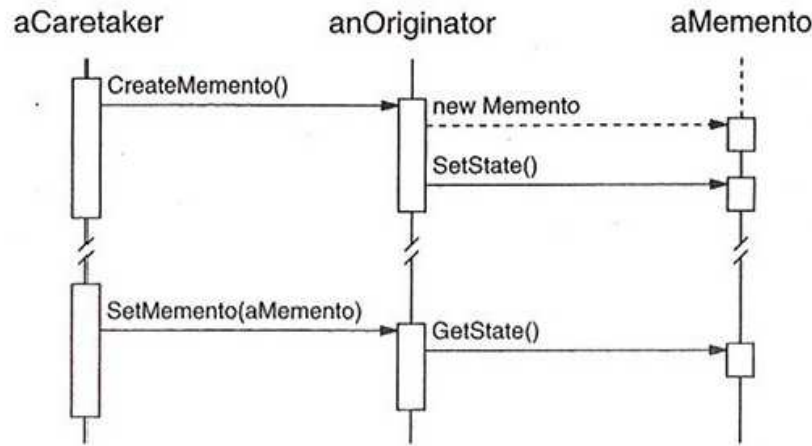 aCaretaker anOriginator aMemento
CreateMemento()
new Memento
SetState()
SetMemento(aMemento)
GetState()